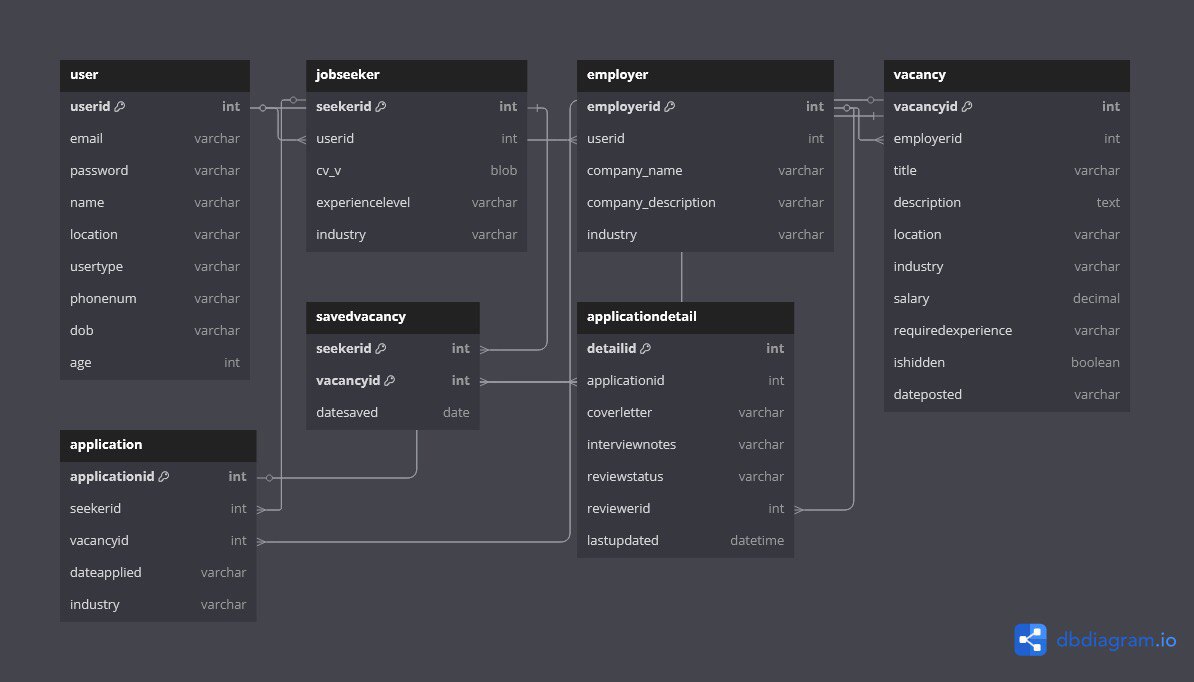 user
userid int
email varchar
password varchar
name varchar
location varchar
usertype varchar
phonenum varchar
dob varchar
age int
jobseeker
seekerid int
userid int
cv_v blob
experiencelevel varchar
industry varchar
employer
employerid int
userid int
company_name varchar
company_description varchar
industry varchar
vacancy
vacancyid int
employerid int
title varchar
description text
location varchar
industry varchar
salary decimal
requiredexperience varchar
ishidden boolean
dateposted varchar
savedvacancy
seekerid int
vacancyid int
datesaved date
applicationdetail
detailid int
applicationid int
coverletter varchar
interviewnotes varchar
reviewstatus varchar
reviewerid int
lastupdated datetime
application
applicationid int
seekerid int
vacancyid int
dateapplied varchar
industry varchar
dbdiagram.io